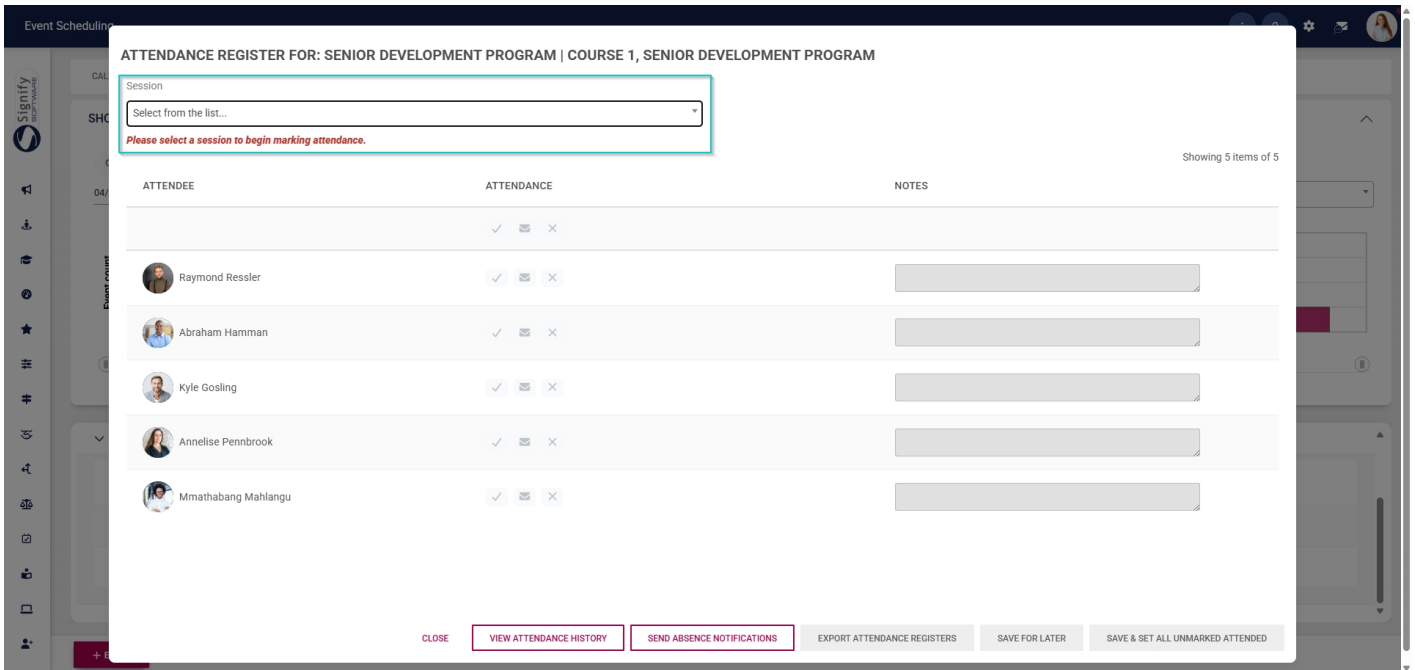 Event Scheduling
ATTENDANCE REGISTER FOR: SENIOR DEVELOPMENT PROGRAM | COURSE 1, SENIOR DEVELOPMENT PROGRAM
Signify
SOFTWARE
CAL
Session
SHO
Select from the list...
Please select a session to begin marking attendance.
Showing 5 items of 5
04/
ATTENDEE ATTENDANCE NOTES
Event count
Raymond Ressler
Abraham Hamman
Kyle Gosling
Annelise Pennbrook
Mmathabang Mahlangu
CLOSE VIEW ATTENDANCE HISTORY SEND ABSENCE NOTIFICATIONS EXPORT ATTENDANCE REGISTERS SAVE FOR LATER SAVE & SET ALL UNMARKED ATTENDED
+ E